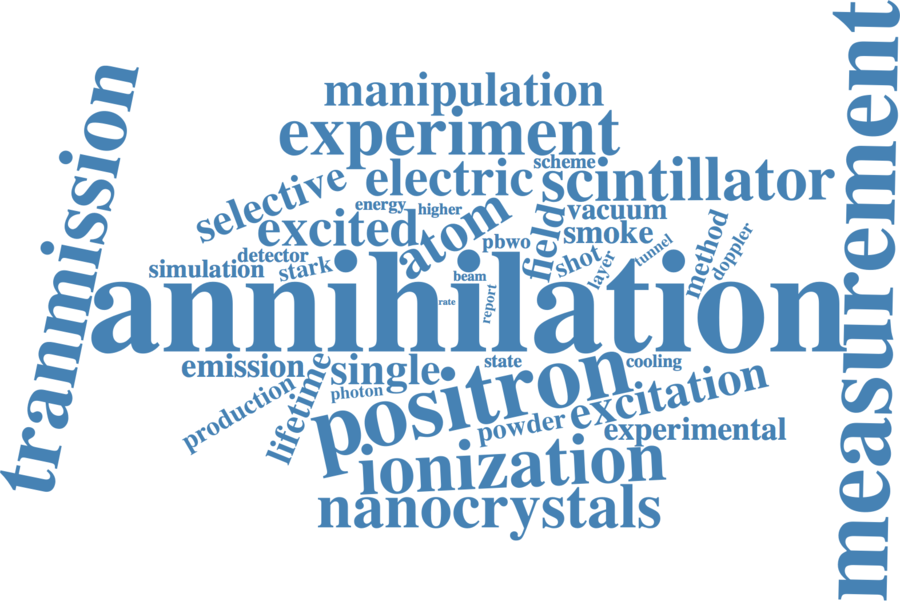 manipulation
experiment
scheme
electric
scintillator
selective
energy
higher
atom
field
vacuum
excited
smoke
pbwo
method
doppler
detector
simulation
stark
shot
layer
tunnel
beam
rate
report
tranmission
annihilation
measurement
emission
single
state
cooling
lifetime
photon
positron
production
excitation
powder
experimental
ionization
nanocrystals